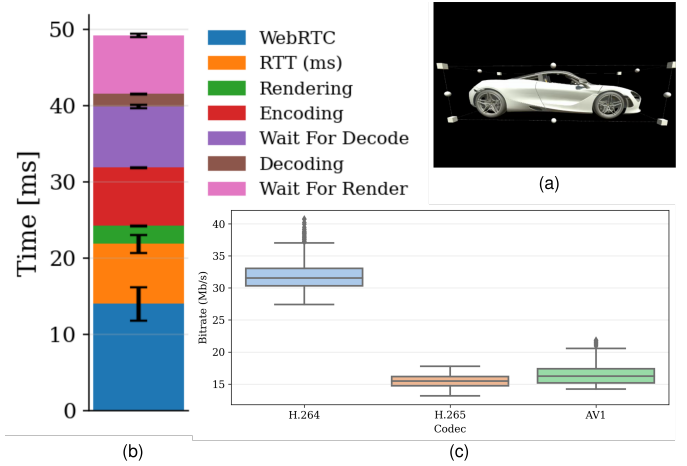 50
40
30
20
10
0
Time [ms]
WebRTC
RTT (ms)
Rendering
Encoding
Wait For Decode
Decoding
Wait For Render
(a)
40
35
30
25
20
15
Bitrate (Mb/s)
H.264
H.265
AV1
Codec
(b)
(c)